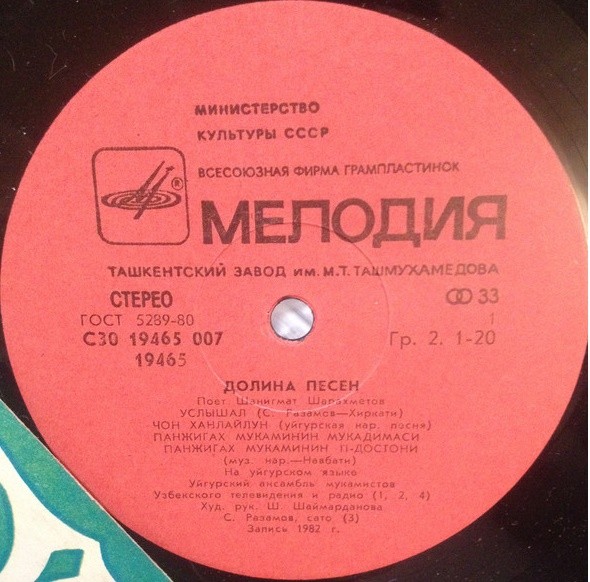 МИНИСТЕРСТВО
КУЛЬТУРЫ СССР
ВСЕСОЮЗНАЯ ФИРМА ГРАМПЛАСТИНОК
®
МЕЛОДИЯ
ТАШКЕНТСКИЙ ЗАВОД им. М.Т. ТАШМУХАМЕДОВА
СТЕРЕО
33
ГОСТ 5289-80
1
С30 19465 007
Гр. 2. 1-20
19465
ДОЛИНА ПЕСЕН
Поет Шанигмат Шарахметов
УСЛЫШАЛ (С. Разамов—Хиркати)
ЧОН ХАНЛАЙЛУН (уйгурская нар. песня)
ПАНЖИГАХ МУКАМИНИН МУКАДИМАСИ
ПАНЖИГАХ МУКАМИНИН П-ДОСТОНИ
(муз. нар.—Навбати)
На уйгурском языке
Уйгурский ансамбль мукамистов
Узбекского телевидения и радио (1, 2, 4)
Худ. рук. Ш. Шаймарданова
С. Разамов, сато (3)
Запись 1982 г.